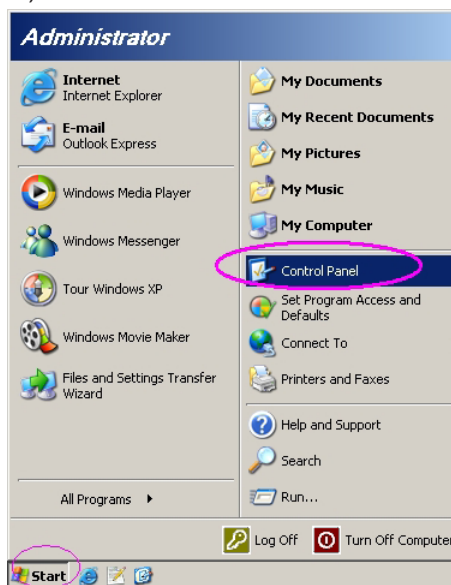 Administrator
Internet
Internet Explorer
E-mail
Outlook Express
Windows Media Player
Windows Messenger
Tour Windows XP
Windows Movie Maker
Files and Settings Transfer
Wizard
All Programs
My Documents
My Recent Documents
My Pictures
My Music
My Computer
Control Panel
Set Program Access and
Defaults
Connect To
Printers and Faxes
Help and Support
Search
Run...
Log Off
Turn Off Computer
Start